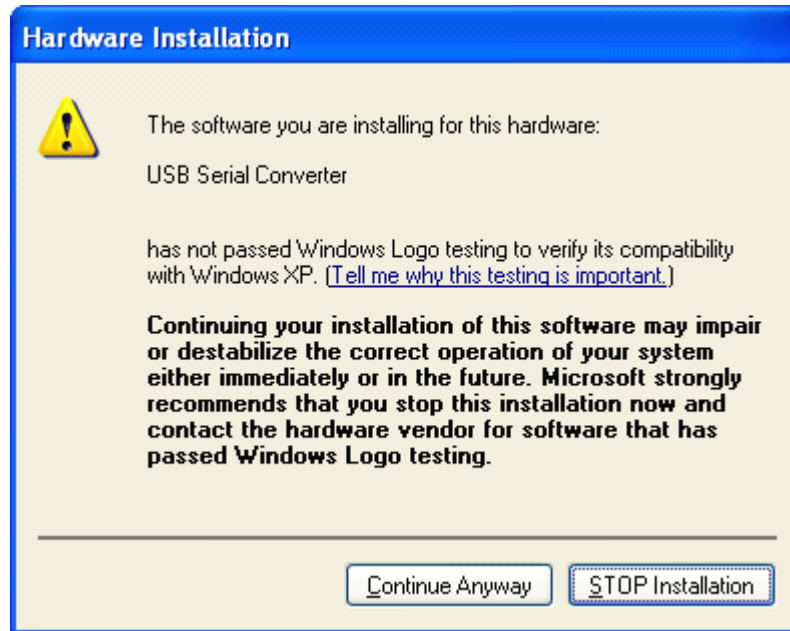 Hardware Installation
The software you are installing for this hardware:
USB Serial Converter
has not passed Windows Logo testing to verify its compatibility
with Windows XP. (Tell me why this testing is important.)
Continuing your installation of this software may impair
or destabilize the correct operation of your system
either immediately or in the future. Microsoft strongly
recommends that you stop this installation now and
contact the hardware vendor for software that has
passed Windows Logo testing.
Continue Anyway
STOP Installation